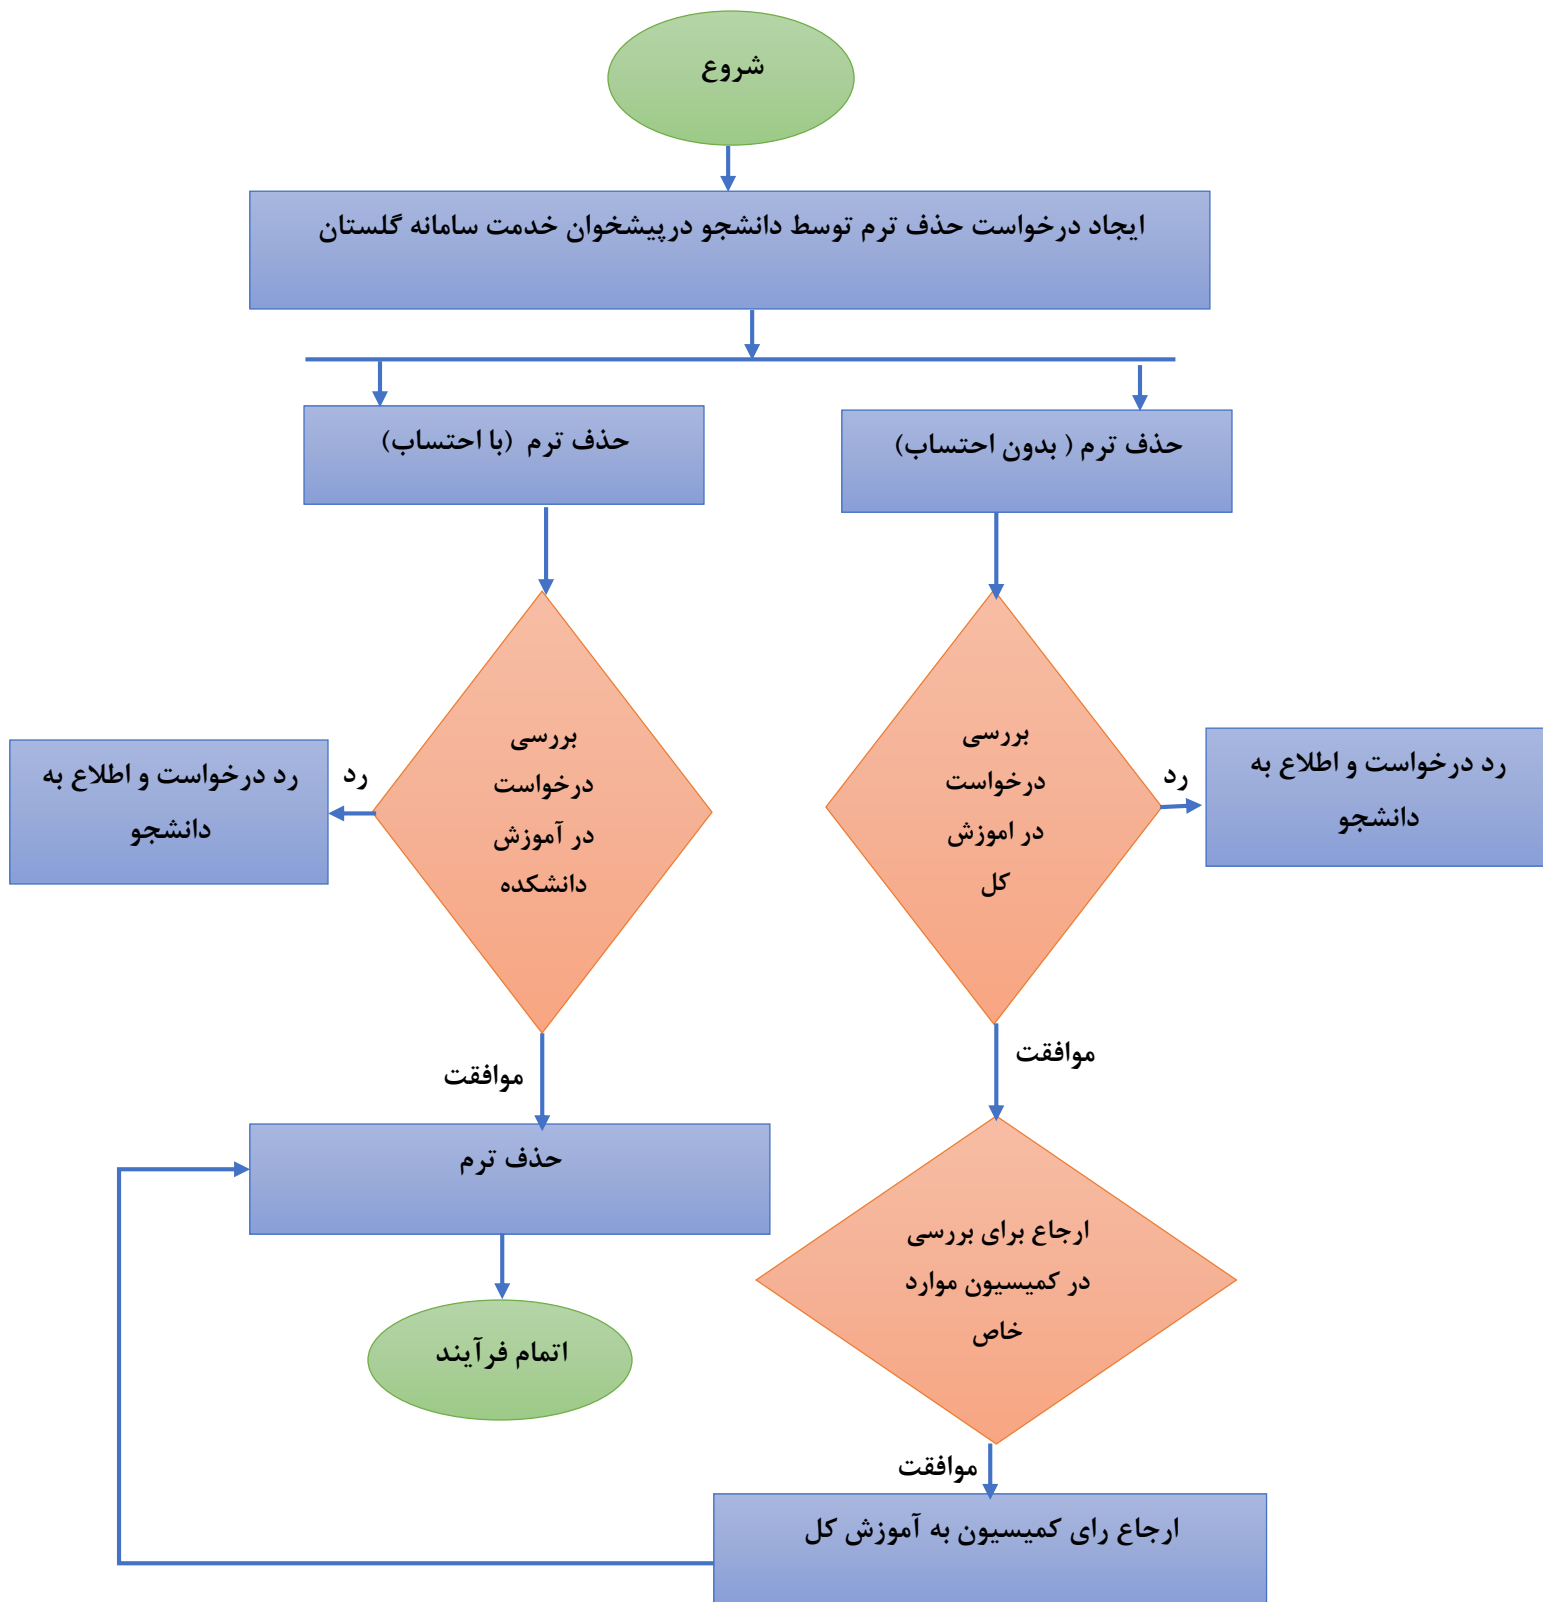 شروع
ایجاد درخواست حذف ترم توسط دانشجو درپیشخوان خدمت سامانه گلستان
حذف ترم ( بدون احتساب)
حذف ترم (با احتساب)
بررسی
درخواست
در اموزش
کل
رد
رد درخواست و اطلاع به
دانشجو
بررسی
درخواست
در آموزش
دانشکده
رد
رد درخواست و اطلاع به
دانشجو
موافقت
موافقت
حذف ترم
ارجاع برای بررسی
در کمیسیون موارد
خاص
اتمام فرآیند
موافقت
ارجاع رای کمیسیون به آموزش کل